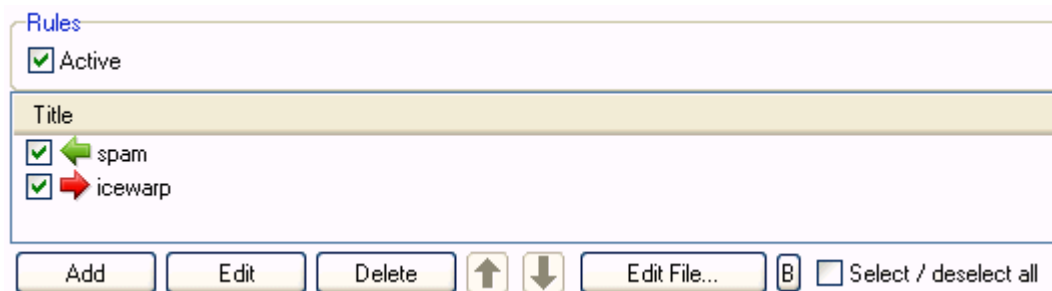 Rules
Active
Title
spam
icewarp
Add Edit Delete Edit File... B Select / deselect all